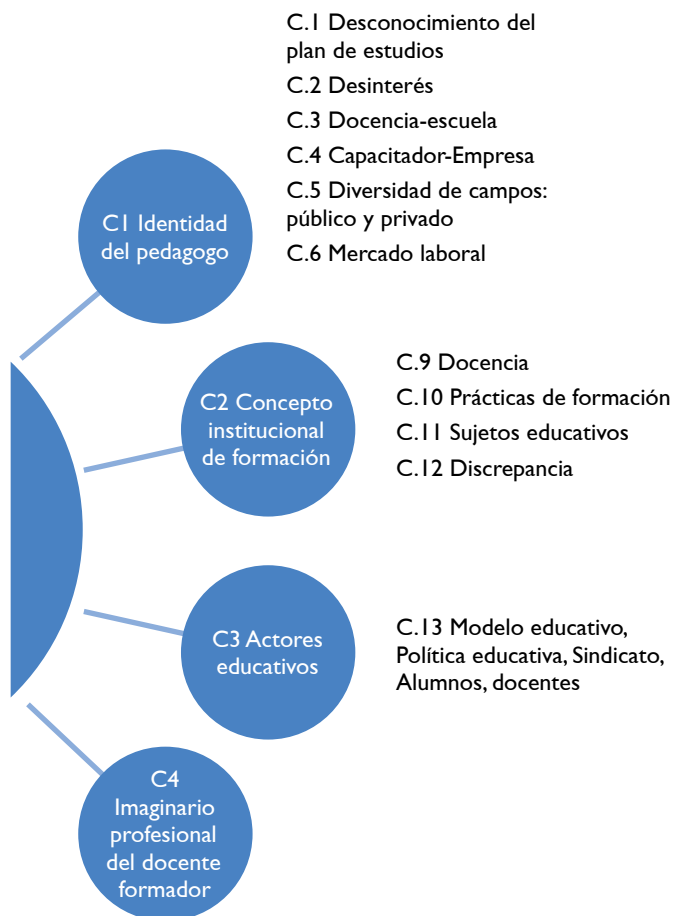 C.1 Desconocimiento del
plan de estudios
C.2 Desinterés
C.3 Docencia-escuela
C.4 Capacitador-Empresa
C.5 Diversidad de campos:
público y privado
C.6 Mercado laboral
C1 Identidad
del pedagogo
C2 Concepto
institucional
de formación
C.9 Docencia
C.10 Prácticas de formación
C.11 Sujetos educativos
C.12 Discrepancia
C3 Actores
educativos
C.13 Modelo educativo,
Política educativa, Sindicato,
Alumnos, docentes
C4
Imaginario
profesional
del docente
formador